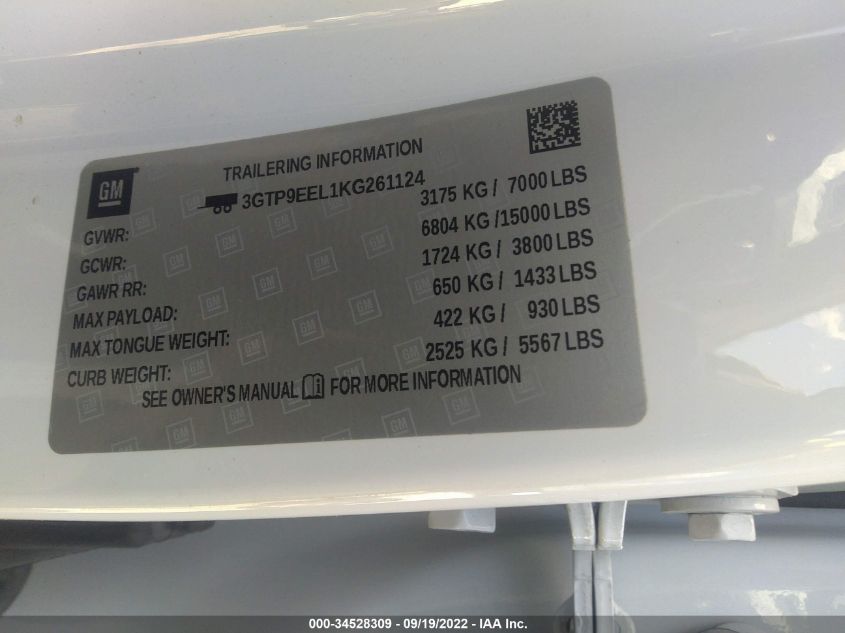 GM
TRAILERING INFORMATION
3GTP9EEL1KG261124
GVWR: 3175 KG / 7000 LBS
GCWR: 6804 KG /15000 LBS
GAWR RR: 1724 KG / 3800 LBS
MAX PAYLOAD: 650 KG / 1433 LBS
MAX TONGUE WEIGHT: 422 KG / 930 LBS
CURB WEIGHT: 2525 KG / 5567 LBS
SEE OWNER'S MANUAL FOR MORE INFORMATION
000-34528309 - 09/19/2022 - IAA Inc.